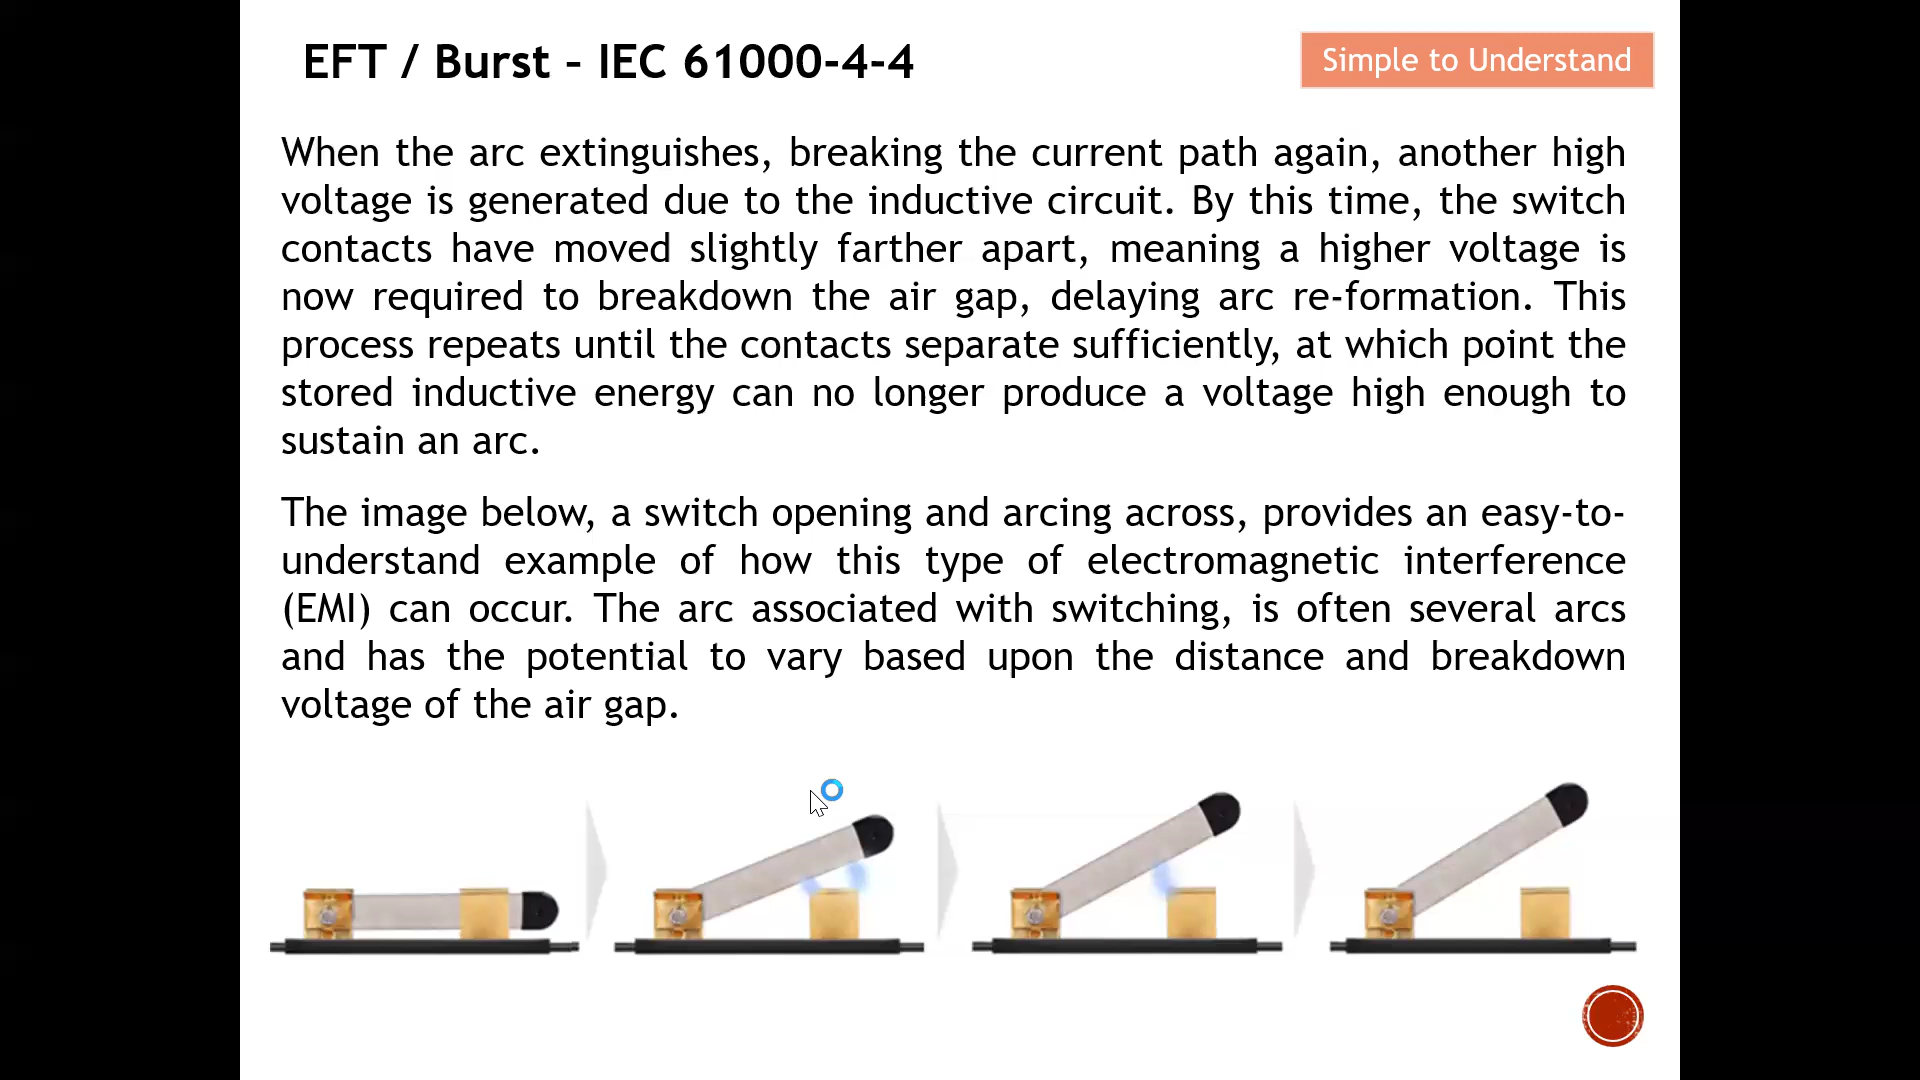 EFT / Burst – IEC 61000-4-4
Simple to Understand
When the arc extinguishes, breaking the current path again, another high
voltage is generated due to the inductive circuit. By this time, the switch
contacts have moved slightly farther apart, meaning a higher voltage is
now required to breakdown the air gap, delaying arc re-formation. This
process repeats until the contacts separate sufficiently, at which point the
stored inductive energy can no longer produce a voltage high enough to
sustain an arc.
The image below, a switch opening and arcing across, provides an easy-to-
understand example of how this type of electromagnetic interference
(EMI) can occur. The arc associated with switching, is often several arcs
and has the potential to vary based upon the distance and breakdown
voltage of the air gap.